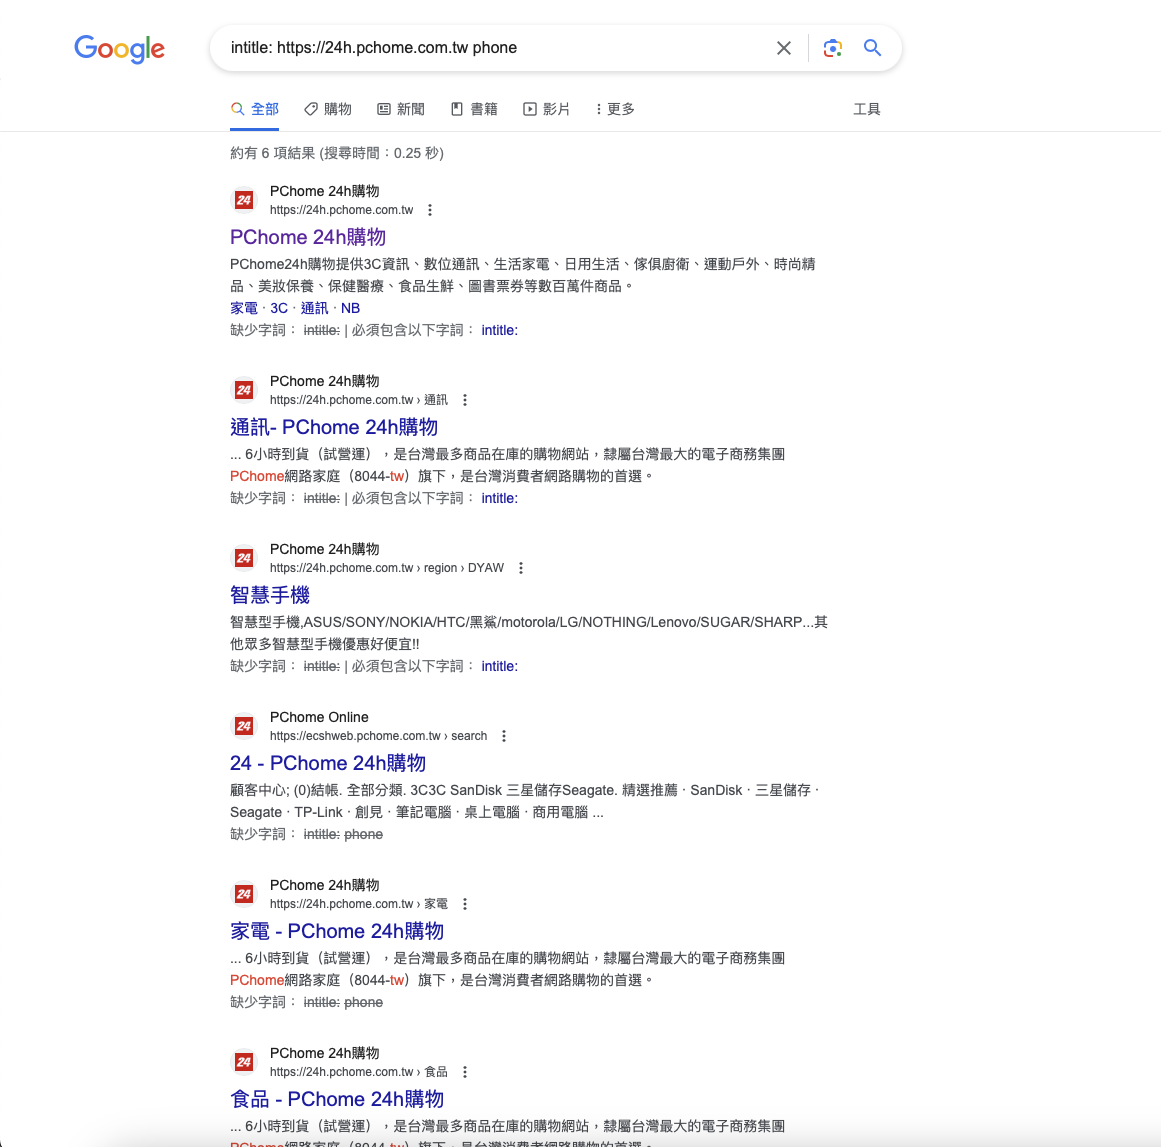 Google
intitle: https://24h.pchome.com.tw phone
全部 購物 新聞 書籍 影片 更多 工具
約有 6 項結果 (搜尋時間：0.25 秒)
24 PChome 24h購物
https://24h.pchome.com.tw
PChome 24h購物
PChome24h購物提供3C資訊、數位通訊、生活家電、日用生活、傢俱廚衛、運動戶外、時尚精
品、美妝保養、保健醫療、食品生鮮、圖書票券等數百萬件商品。
家電 · 3C · 通訊 · NB
缺少字詞： intitle: | 必須包含以下字詞： intitle:
24 PChome 24h購物
https://24h.pchome.com.tw › 通訊
通訊- PChome 24h購物
... 6小時到貨（試營運），是台灣最多商品在庫的購物網站，隸屬台灣最大的電子商務集團
PChome網路家庭（8044-tw）旗下，是台灣消費者網路購物的首選。
缺少字詞： intitle: | 必須包含以下字詞： intitle:
24 PChome 24h購物
https://24h.pchome.com.tw › region › DYAW
智慧手機
智慧型手機,ASUS/SONY/NOKIA/HTC/黑鯊/motorola/LG/NOTHING/Lenovo/SUGAR/SHARP...其
他眾多智慧型手機優惠好便宜!!
缺少字詞： intitle: | 必須包含以下字詞： intitle:
24 PChome Online
https://ecshweb.pchome.com.tw › search
24 - PChome 24h購物
顧客中心; (0)結帳. 全部分類. 3C3C SanDisk 三星儲存Seagate. 精選推薦 · SanDisk · 三星儲存 ·
Seagate · TP-Link · 創見 · 筆記電腦 · 桌上電腦 · 商用電腦 ...
缺少字詞： intitle: phone
24 PChome 24h購物
https://24h.pchome.com.tw › 家電
家電 - PChome 24h購物
... 6小時到貨（試營運），是台灣最多商品在庫的購物網站，隸屬台灣最大的電子商務集團
PChome網路家庭（8044-tw）旗下，是台灣消費者網路購物的首選。
缺少字詞： intitle: phone
24 PChome 24h購物
https://24h.pchome.com.tw › 食品
食品 - PChome 24h購物
... 6小時到貨（試營運），是台灣最多商品在庫的購物網站，隸屬台灣最大的電子商務集團
PChome網路家庭（8044-tw）旗下，是台灣消費者網路購物的首選。